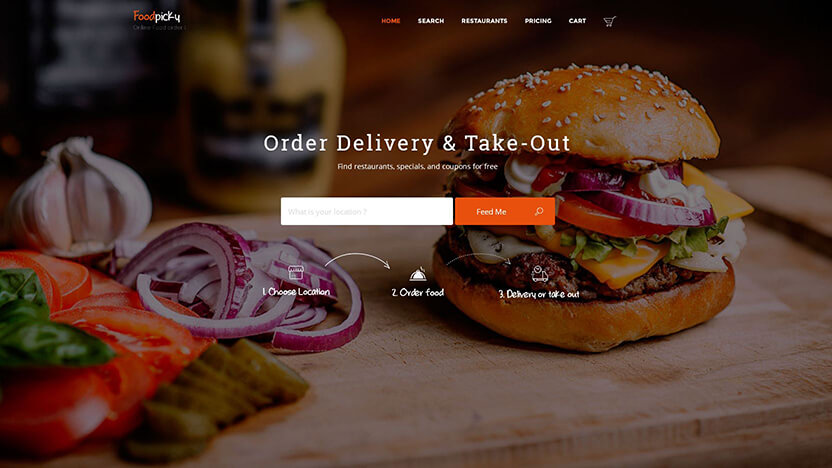 Foodpicky
Online Food order !
HOME SEARCH RESTAURANTS PRICING CART
Order Delivery & Take-Out
Find restaurants, specials, and coupons for free
What is your location ?
Feed Me
1. Choose Location
2. Order food
3. Delivery or take out